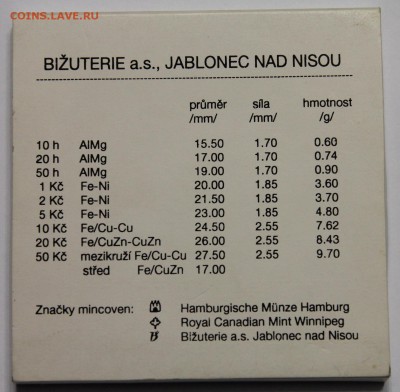 COINS.LAVE.RU
BIŽUTERIE a.s., JABLONEC NAD NISOU
průměr síla hmotnost
/mm/ /mm/ /g/
10 h AlMg 15.50 1.70 0.60
20 h AlMg 17.00 1.70 0.74
50 h AlMg 19.00 1.70 0.90
1 Kč Fe-Ni 20.00 1.85 3.60
2 Kč Fe-Ni 21.50 1.85 3.70
5 Kč Fe-Ni 23.00 1.85 4.80
10 Kč Fe/Cu-Cu 24.50 2.55 7.62
20 Kč Fe/CuZn-CuZn 26.00 2.55 8.43
50 Kč mezikruží Fe/Cu-Cu 27.50 2.55 9.70
střed Fe/CuZn 17.00
Značky mincoven: Hamburgische Münze Hamburg
Royal Canadian Mint Winnipeg
Bižuterie a.s. Jablonec nad Nisou